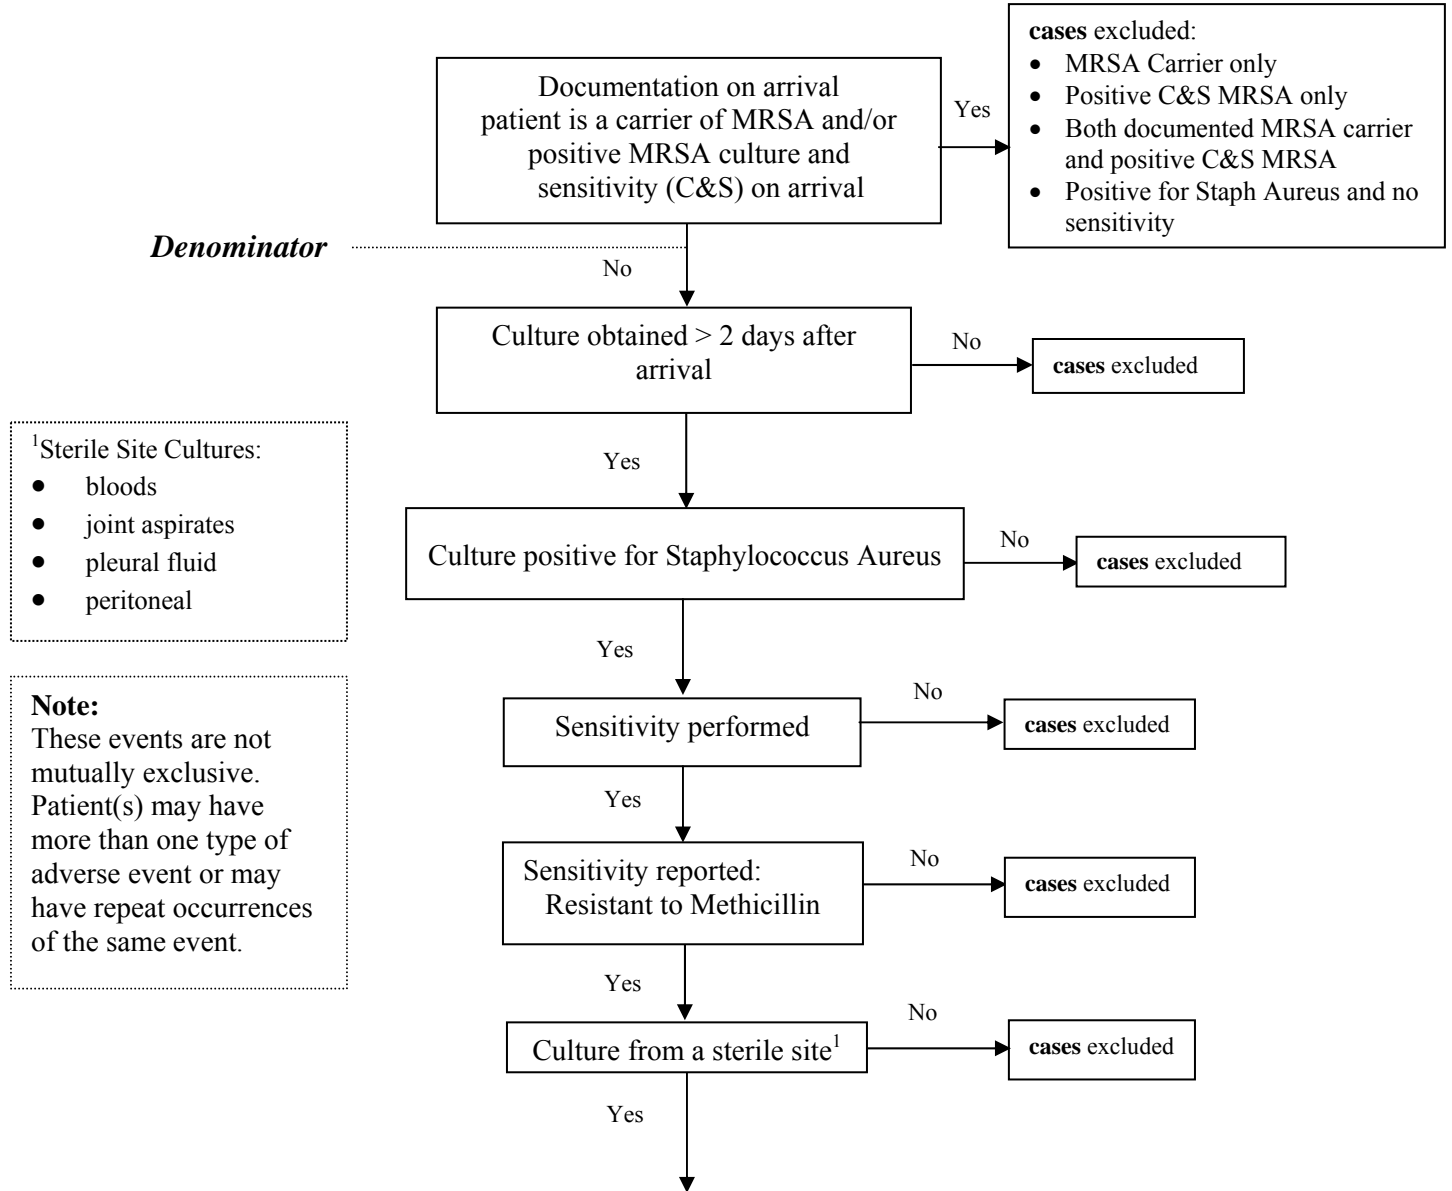 Documentation on arrival
patient is a carrier of MRSA and/or
positive MRSA culture and
sensitivity (C&S) on arrival
Yes
cases excluded:
• MRSA Carrier only
• Positive C&S MRSA only
• Both documented MRSA carrier
and positive C&S MRSA
• Positive for Staph Aureus and no
sensitivity
Denominator
No
Culture obtained > 2 days after
arrival
No
cases excluded
Yes
1Sterile Site Cultures:
• bloods
• joint aspirates
• pleural fluid
• peritoneal
Culture positive for Staphylococcus Aureus
No
cases excluded
Yes
Note:
These events are not
mutually exclusive.
Patient(s) may have
more than one type of
adverse event or may
have repeat occurrences
of the same event.
Sensitivity performed
No
cases excluded
Yes
Sensitivity reported:
Resistant to Methicillin
No
cases excluded
Yes
Culture from a sterile site1
No
cases excluded
Yes